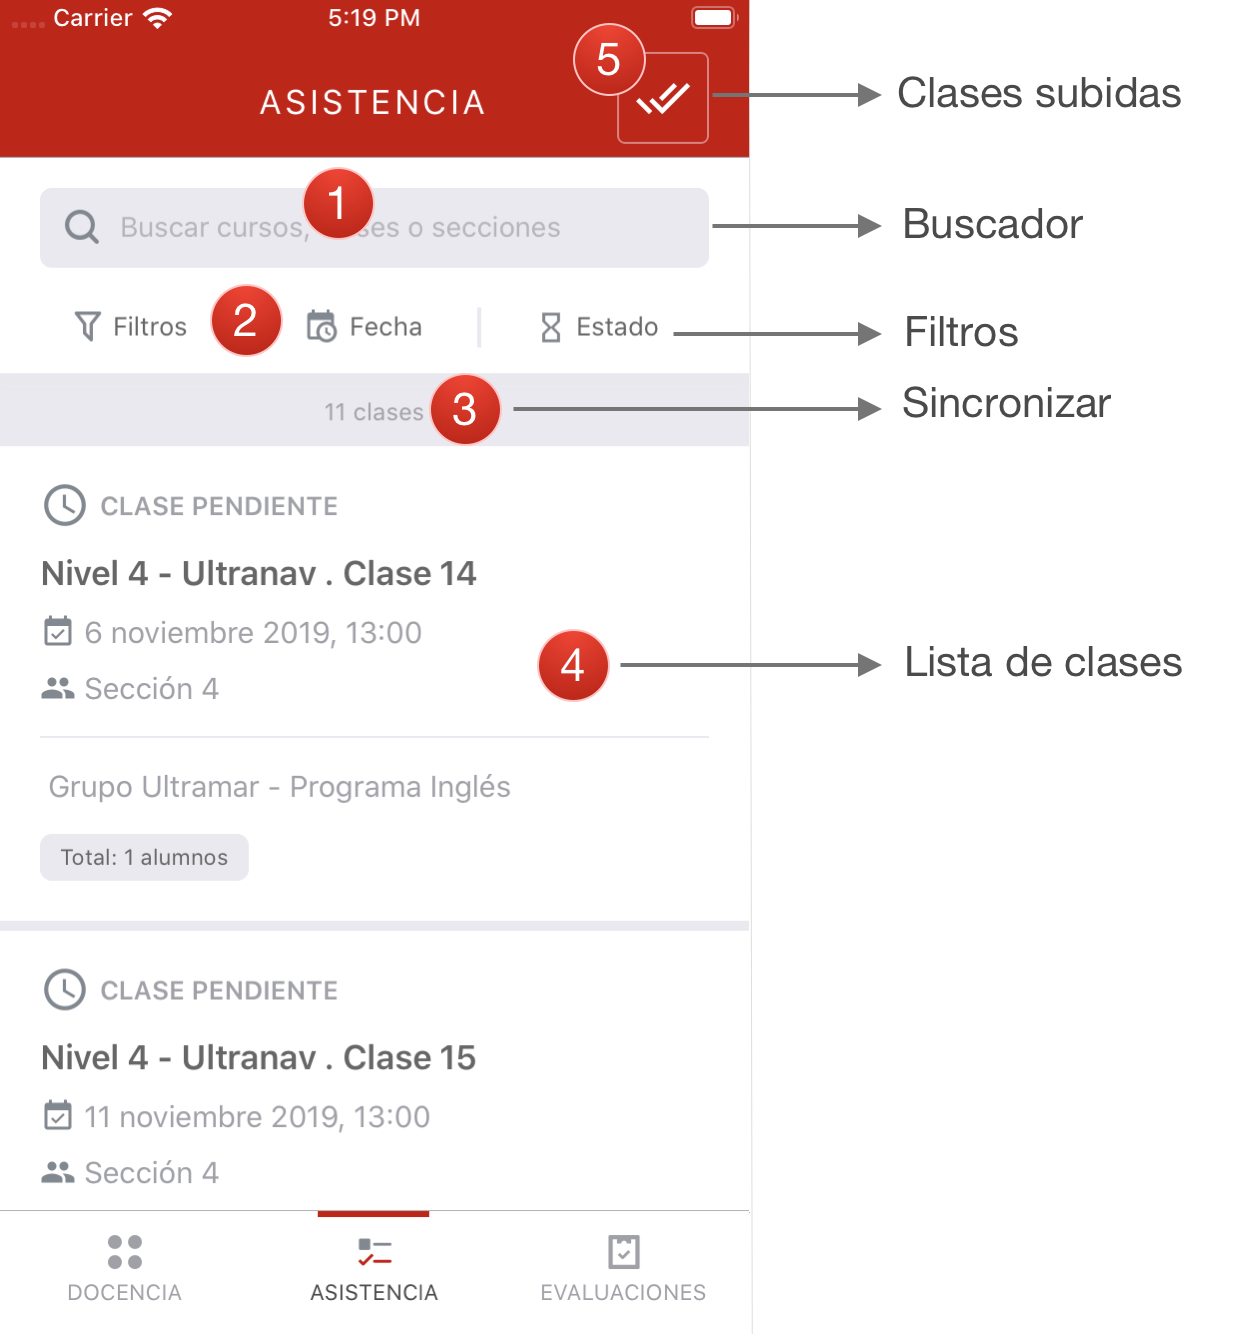 Carrier 5:19 PM
5
ASISTENCIA
Clases subidas
1
Buscar cursos, ses o secciones
Buscador
Filtros 2 Fecha Estado
Filtros
11 clases 3
Sincronizar
CLASE PENDIENTE
Nivel 4 - Ultranav . Clase 14
6 noviembre 2019, 13:00
4
Lista de clases
Sección 4
Grupo Ultramar - Programa Inglés
Total: 1 alumnos
CLASE PENDIENTE
Nivel 4 - Ultranav . Clase 15
11 noviembre 2019, 13:00
Sección 4
DOCENCIA ASISTENCIA EVALUACIONES